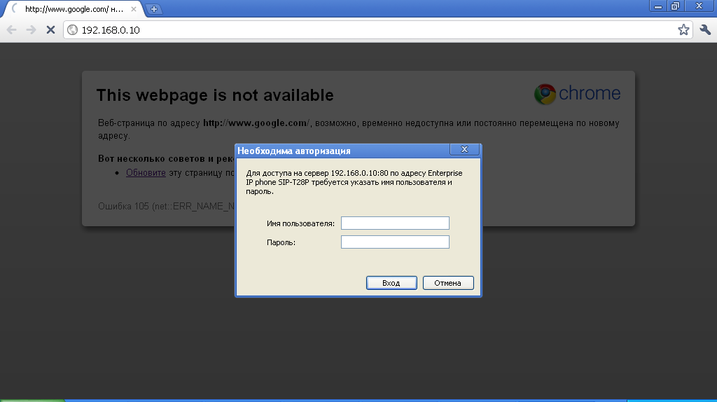 http://www.google.com/ н...
192.168.0.10
This webpage is not available
chrome
Веб-страница по адресу http://www.google.com/, возможно, временно недоступна или постоянно перемещена по новому
адресу.
Вот несколько советов и рек
Обновите эту страницу по
Ошибка 105 (net::ERR_NAME_N
Необходима авторизация
Для доступа на сервер 192.168.0.10:80 по адресу Enterprise
IP phone SIP-T28P требуется указать имя пользователя и
пароль.
Имя пользователя:
Пароль:
Вход
Отмена